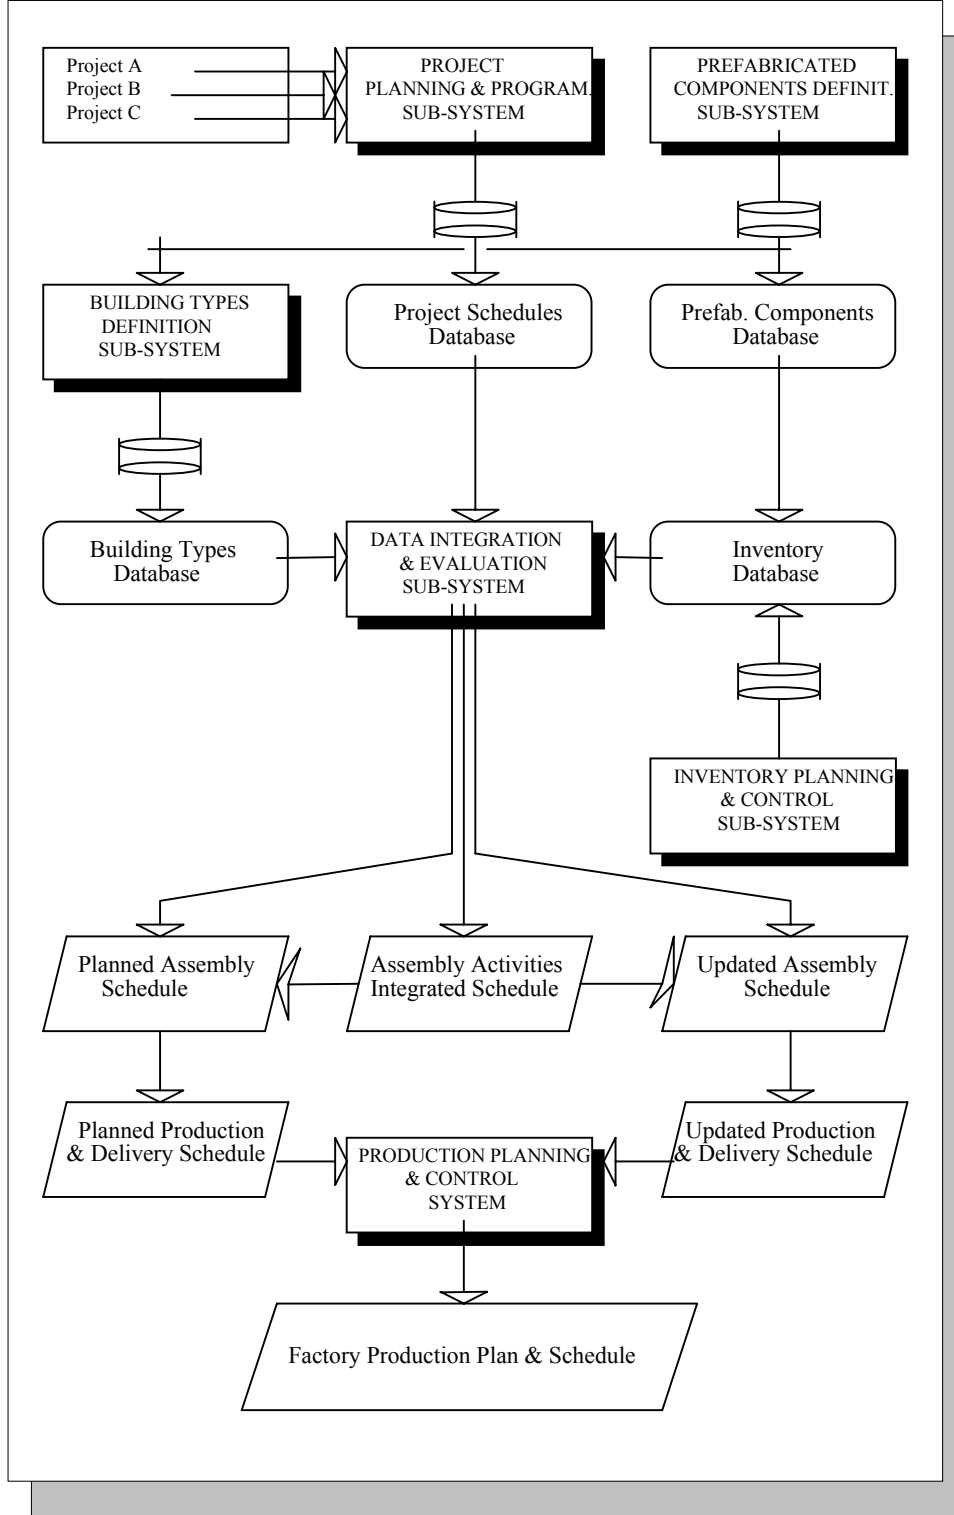 Project A
Project B
Project C
PROJECT
PLANNING & PROGRAM.
SUB-SYSTEM
PREFABRICATED
COMPONENTS DEFINIT.
SUB-SYSTEM
BUILDING TYPES
DEFINITION
SUB-SYSTEM
Project Schedules
Database
Prefab. Components
Database
Building Types
Database
DATA INTEGRATION
& EVALUATION
SUB-SYSTEM
Inventory
Database
INVENTORY PLANNING
& CONTROL
SUB-SYSTEM
Planned Assembly
Schedule
Assembly Activities
Integrated Schedule
Updated Assembly
Schedule
Planned Production
& Delivery Schedule
PRODUCTION PLANNING
& CONTROL
SYSTEM
Updated Production
& Delivery Schedule
Factory Production Plan & Schedule